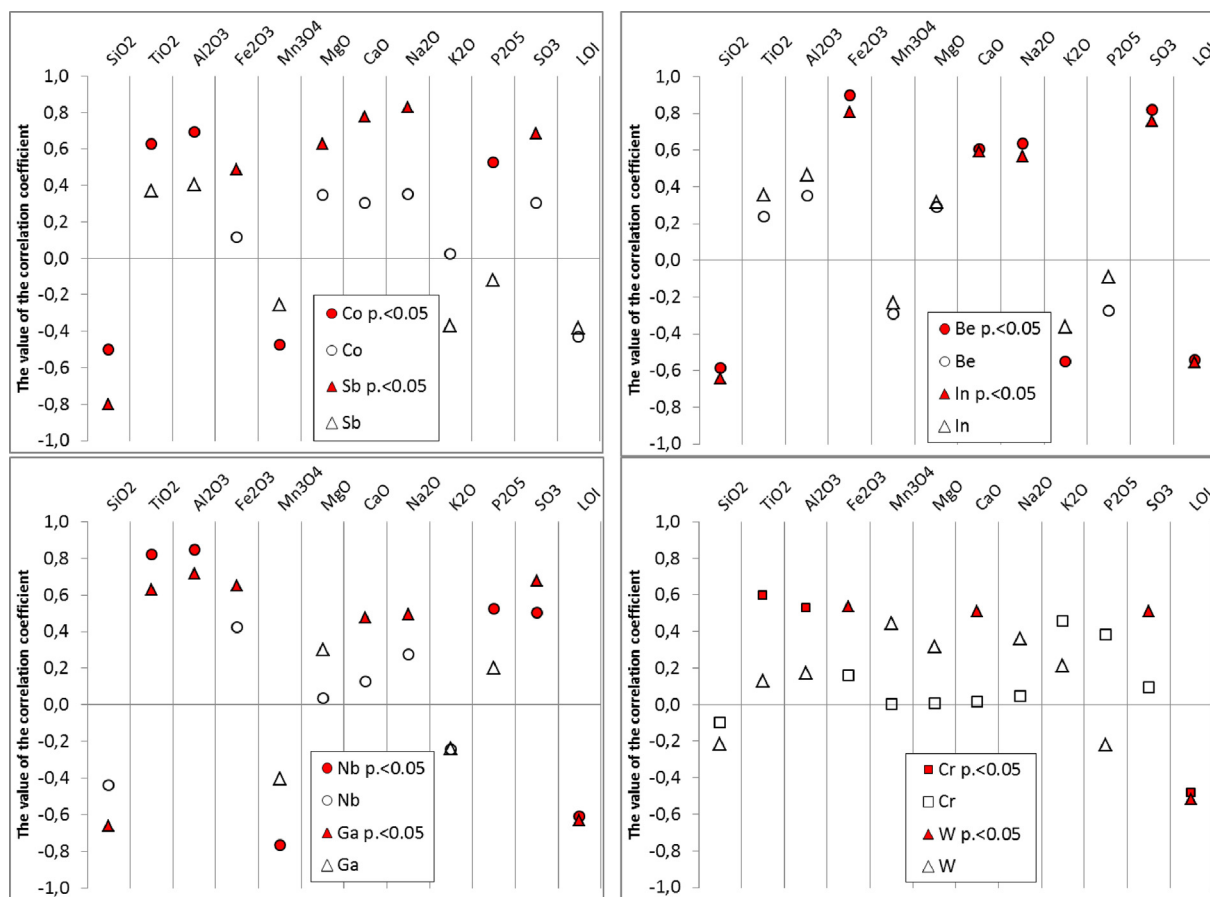 SiO2 TiO2 Al2O3 Fe2O3 Mn3O4 MgO CaO Na2O K2O P2O5 SO3 LOI
The value of the correlation coefficient
1,0
0,8
0,6
0,4
0,2
0,0
-0,2
-0,4
-0,6
-0,8
-1,0
Co p.<0.05
Co
Sb p.<0.05
Sb
SiO2 TiO2 Al2O3 Fe2O3 Mn3O4 MgO CaO Na2O K2O P2O5 SO3 LOI
The value of the correlation coefficient
1,0
0,8
0,6
0,4
0,2
0,0
-0,2
-0,4
-0,6
-0,8
-1,0
Be p.<0.05
Be
In p.<0.05
In
SiO2 TiO2 Al2O3 Fe2O3 Mn3O4 MgO CaO Na2O K2O P2O5 SO3 LOI
The value of the correlation coefficient
1,0
0,8
0,6
0,4
0,2
0,0
-0,2
-0,4
-0,6
-0,8
-1,0
Nb p.<0.05
Nb
Ga p.<0.05
Ga
SiO2 TiO2 Al2O3 Fe2O3 Mn3O4 MgO CaO Na2O K2O P2O5 SO3 LOI
The value of the correlation coefficient
1,0
0,8
0,6
0,4
0,2
0,0
-0,2
-0,4
-0,6
-0,8
-1,0
Cr p.<0.05
Cr
W p.<0.05
W